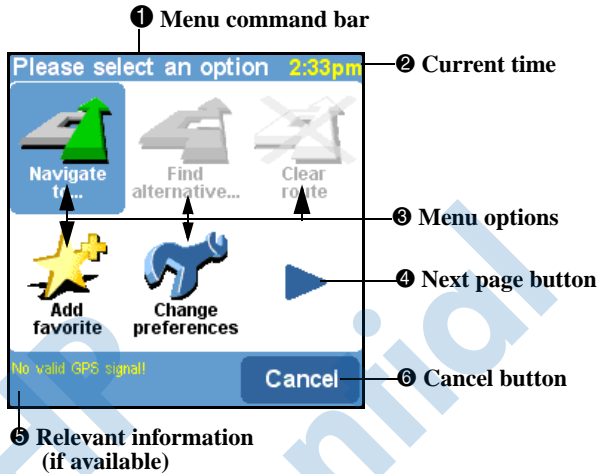 ❶ Menu command bar
Please select an option 2:33pm
❷ Current time
Navigate to...
Find alternative...
Clear route
❸ Menu options
Add favorite
Change preferences
❹ Next page button
No valid GPS signal!
Cancel
❻ Cancel button
❺ Relevant information
(if available)